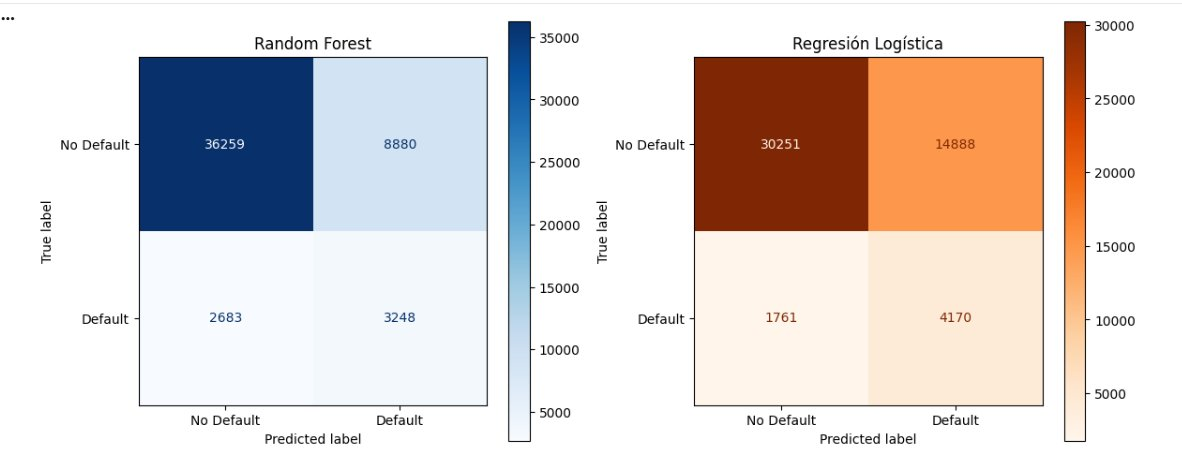 ...
Random Forest
No Default
Default
True label
36259
8880
2683
3248
No Default
Default
Predicted label
35000
30000
25000
20000
15000
10000
5000
Regresión Logística
No Default
Default
True label
30251
14888
1761
4170
No Default
Default
Predicted label
30000
25000
20000
15000
10000
5000